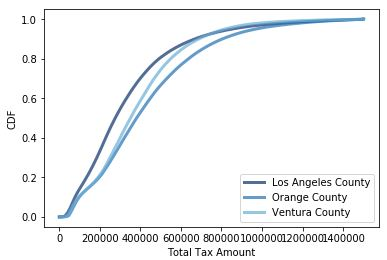 1.0
0.8
0.6
0.4
0.2
0.0
CDF
Los Angeles County
Orange County
Ventura County
0 200000 400000 600000 800000 1000000 1200000 1400000
Total Tax Amount